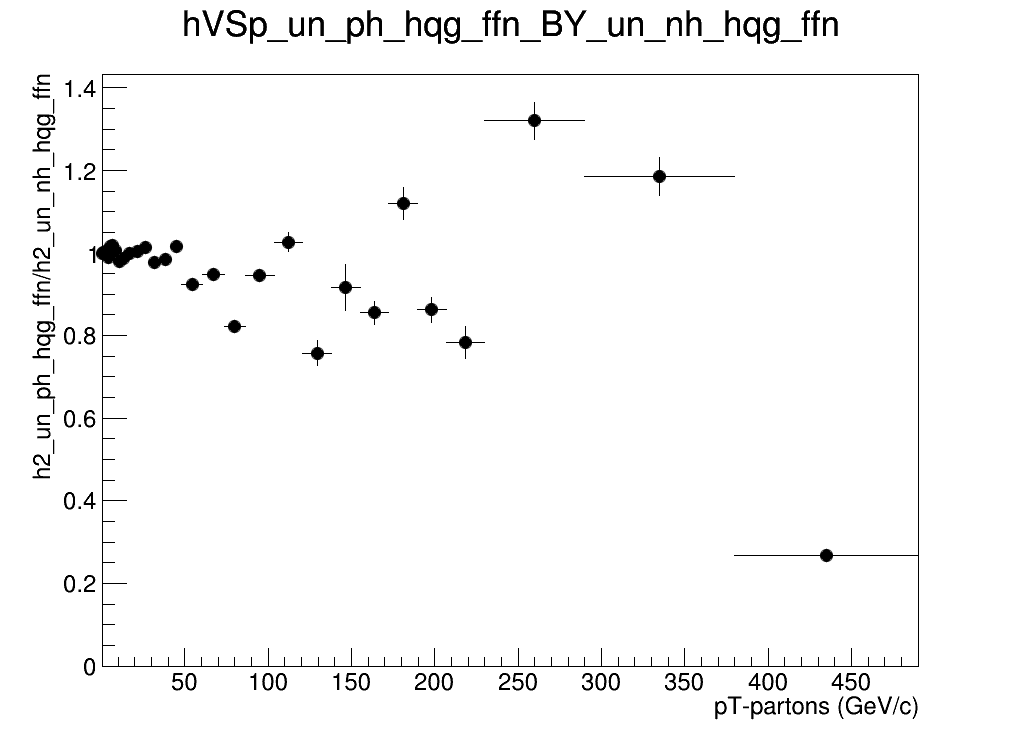 hVSp_un_ph_hqg_ffn_BY_un_nh_hqg_ffn
h2_un_ph_hqg_ffn/h2_un_nh_hqg_ffn
1.4
1.2
1
0.8
0.6
0.4
0.2
0
50 100 150 200 250 300 350 400 450
pT-partons (GeV/c)